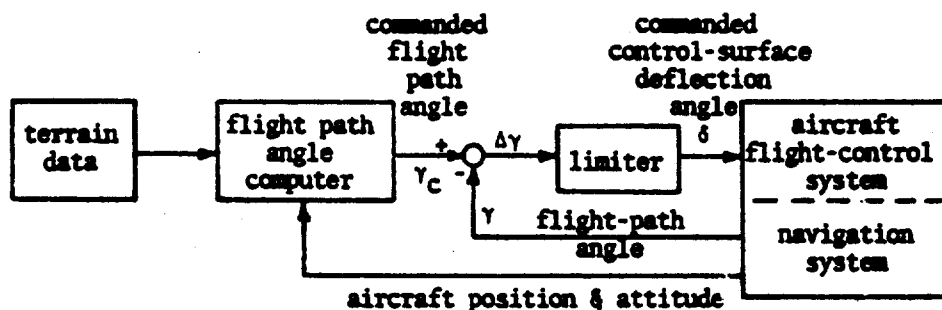 commanded
flight
path
angle
commanded
control-surface
deflection
angle
terrain
data
flight path
angle
computer
+
γC
-
Δγ
limiter
δ
aircraft
flight-control
system
γ
flight-path
angle
navigation
system
aircraft position & attitude